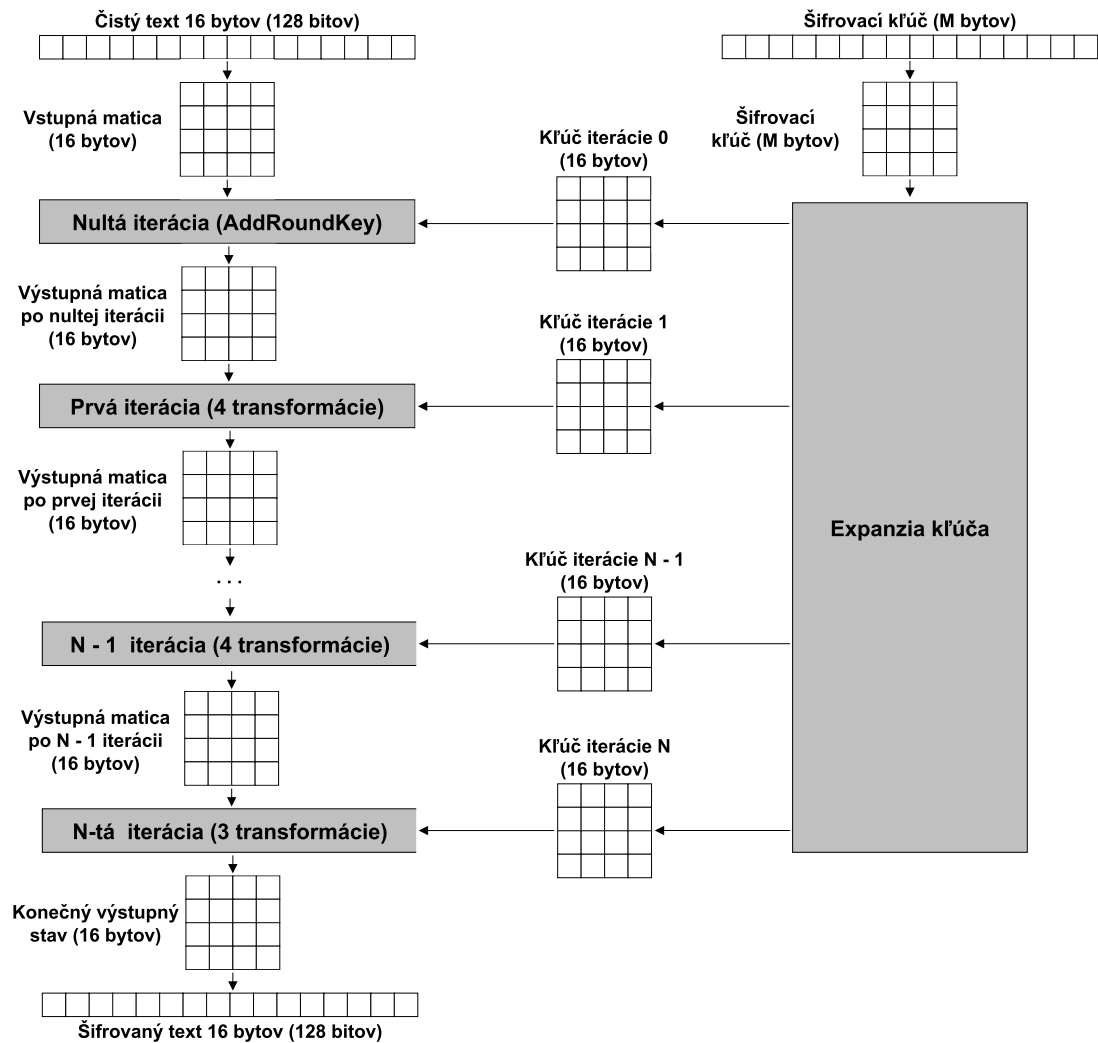 Čistý text 16 bytov (128 bitov)
Šifrovací kľúč (M bytov)
Vstupná matica
(16 bytov)
Šifrovací
kľúč (M bytov)
Kľúč iterácie 0
(16 bytov)
Nultá iterácia (AddRoundKey)
Výstupná matica
po nultej iterácii
(16 bytov)
Kľúč iterácie 1
(16 bytov)
Prvá iterácia (4 transformácie)
Výstupná matica
po prvej iterácii
(16 bytov)
Expanzia kľúča
. . .
Kľúč iterácie N - 1
(16 bytov)
N - 1 iterácia (4 transformácie)
Výstupná matica
po N - 1 iterácii
(16 bytov)
Kľúč iterácie N
(16 bytov)
N-tá iterácia (3 transformácie)
Konečný výstupný
stav (16 bytov)
Šifrovaný text 16 bytov (128 bitov)